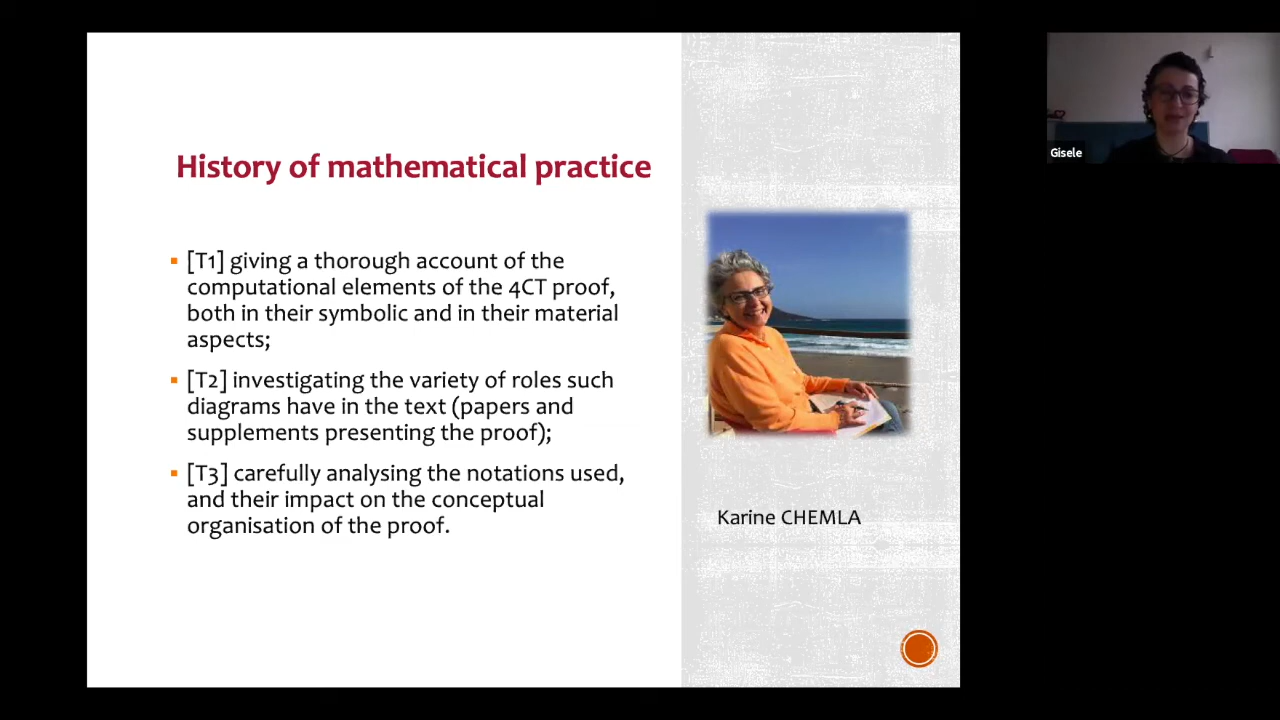 History of mathematical practice
▪ [T1] giving a thorough account of the
computational elements of the 4CT proof,
both in their symbolic and in their material
aspects;
▪ [T2] investigating the variety of roles such
diagrams have in the text (papers and
supplements presenting the proof);
▪ [T3] carefully analysing the notations used,
and their impact on the conceptual
organisation of the proof.
Karine CHEMLA
Gisele